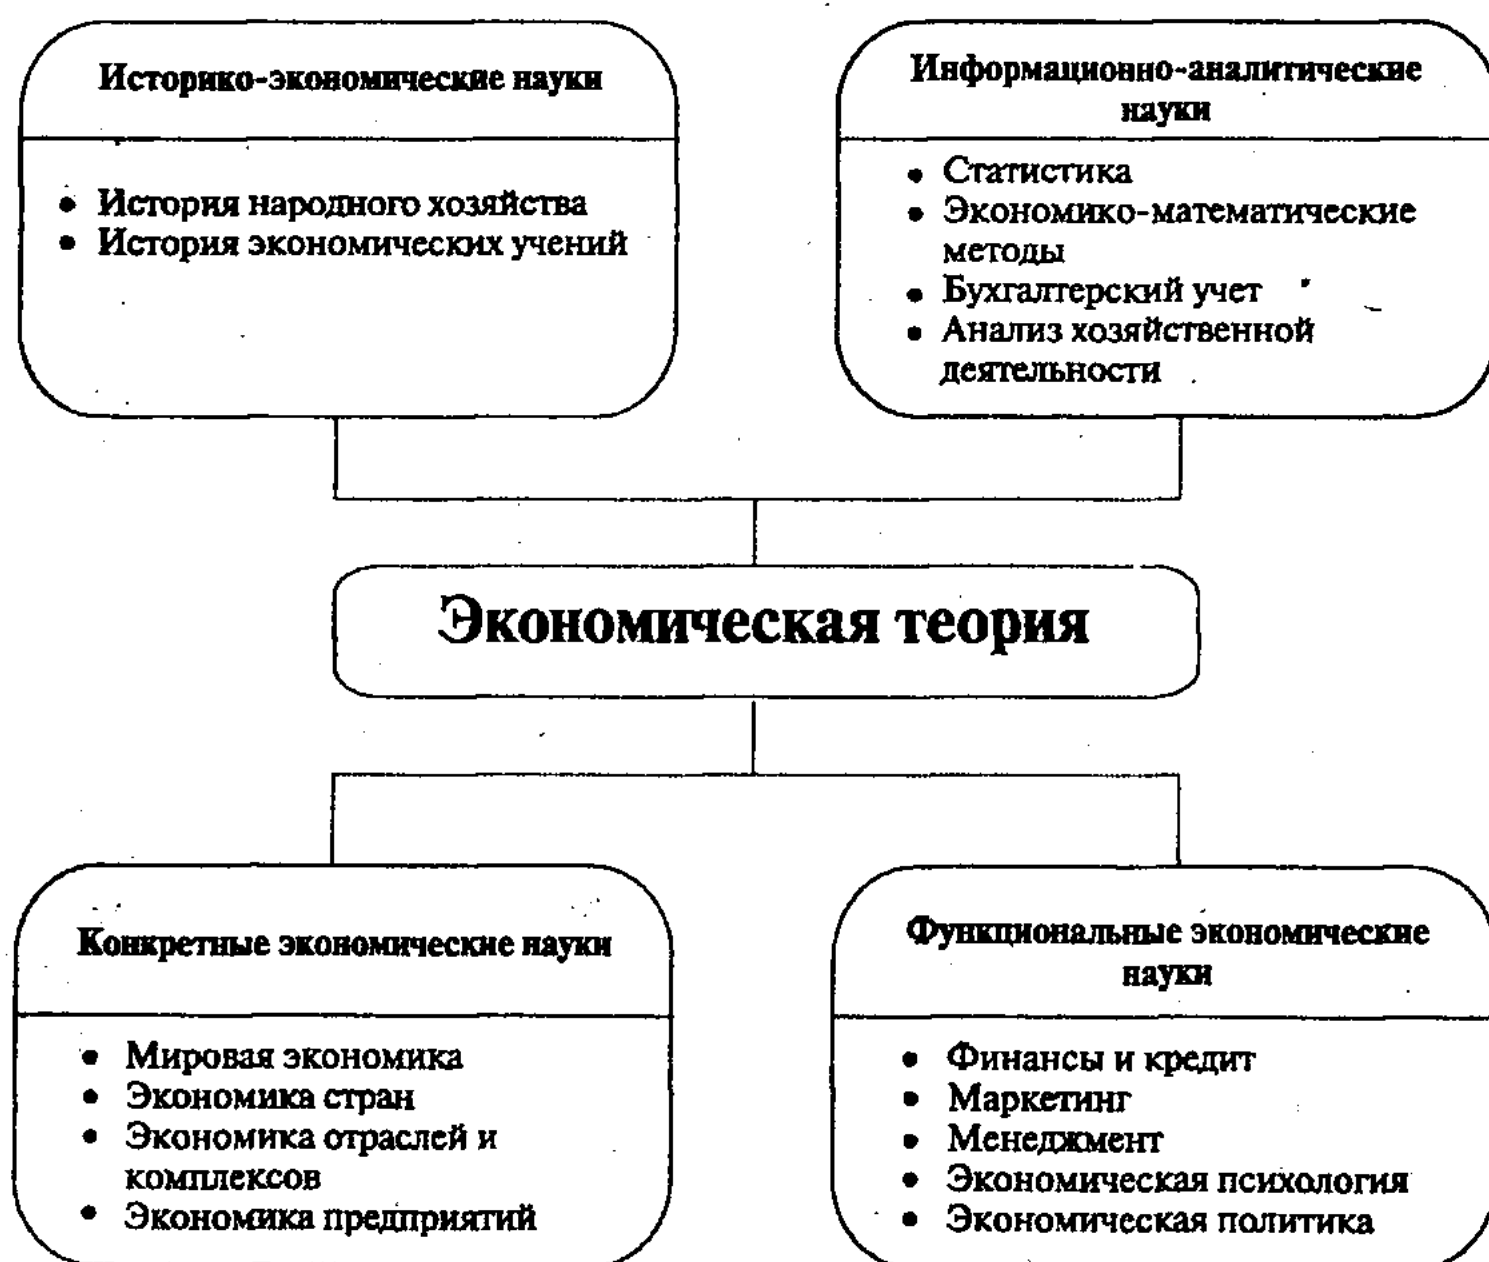 Историко-экономические науки
• История народного хозяйства
• История экономических учений
Информационно-аналитические
науки
• Статистика
• Экономико-математические
методы
• Бухгалтерский учет
• Анализ хозяйственной
деятельности
Экономическая теория
Конкретные экономические науки
• Мировая экономика
• Экономика стран
• Экономика отраслей и
комплексов
• Экономика предприятий
Функциональные экономические
науки
• Финансы и кредит
• Маркетинг
• Менеджмент
• Экономическая психология
• Экономическая политика